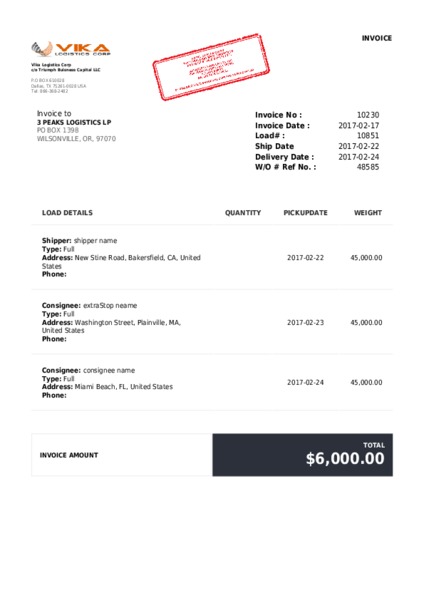 INVOICE
VIKA
LOGISTICS CORP
Vika Logistics Corp
c/o Triumph Buisness Capital LLC
P O BOX 610028
Dallas, TX 75261-0028 USA
Invoice to
3 PEAKS LOGISTICS LP
PO BOX 1398
WILSONVILLE, OR, 97070
Invoice No : 10230
Invoice Date : 2017-02-17
Load# : 10851
Ship Date 2017-02-22
Delivery Date : 2017-02-24
W/O # Ref No. : 48585
LOAD DETAILS QUANTITY PICKUPDATE WEIGHT
Shipper: shipper name
Type: Full
Address: New Stine Road, Bakersfield, CA, United
States
Phone:
2017-02-22 45,000.00
Consignee: extraStop neame
Type: Full
Address: Washington Street, Plainville, MA,
United States
Phone:
2017-02-23 45,000.00
Consignee: consignee name
Type: Full
Address: Miami Beach, FL, United States
Phone:
2017-02-24 45,000.00
INVOICE AMOUNT
TOTAL
$6,000.00